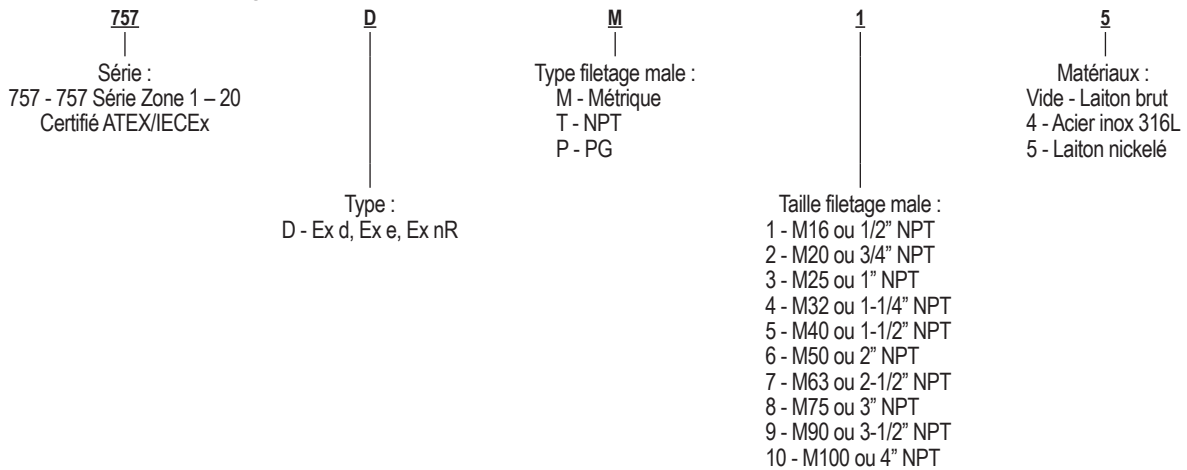 757
D
M
1
5
Série :
757 - 757 Série Zone 1 – 20
Certifié ATEX/IECEx
Type filetage male :
M - Métrique
T - NPT
P - PG
Matériaux :
Vide - Laiton brut
4 - Acier inox 316L
5 - Laiton nickelé
Type :
D - Ex d, Ex e, Ex nR
Taille filetage male :
1 - M16 ou 1/2” NPT
2 - M20 ou 3/4” NPT
3 - M25 ou 1” NPT
4 - M32 ou 1-1/4” NPT
5 - M40 ou 1-1/2” NPT
6 - M50 ou 2” NPT
7 - M63 ou 2-1/2” NPT
8 - M75 ou 3” NPT
9 - M90 ou 3-1/2” NPT
10 - M100 ou 4” NPT